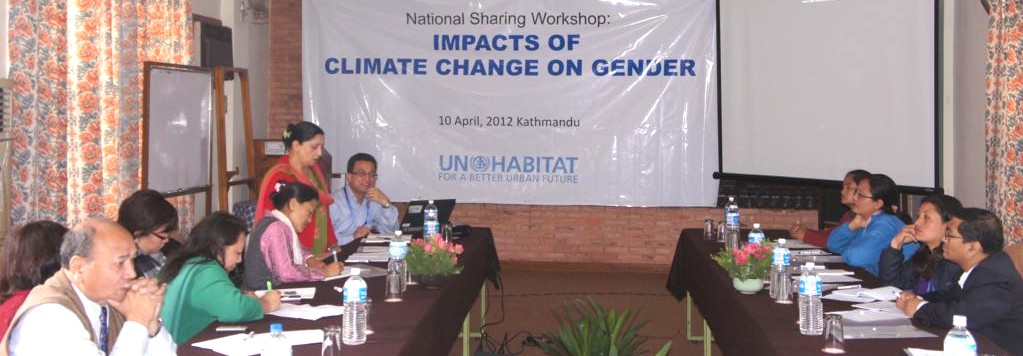 National Sharing Workshop:
IMPACTS OF
CLIMATE CHANGE ON GENDER
10 April, 2012 Kathmandu
UN HABITAT
FOR A BETTER URBAN FUTURE